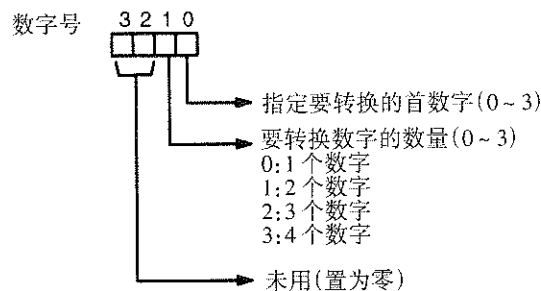 数字号 3 2 1 0
指定要转换的首数字(0~3)
要转换数字的数量(0~3)
0:1个数字
1:2个数字
2:3个数字
3:4个数字
未用(置为零)